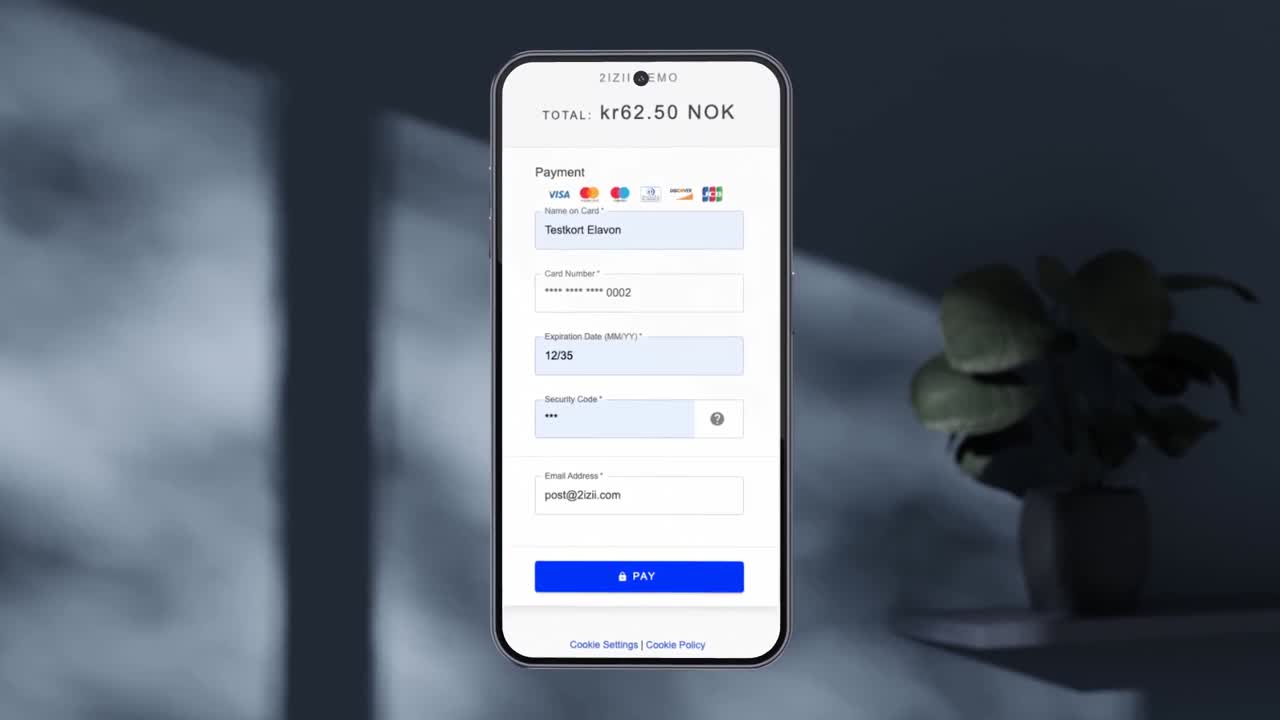 2IZII EMO
TOTAL: kr62.50 NOK
Payment
VISA DISCOVER JCB
Name on Card *
Testkort Elavon
Card Number *
**** **** **** 0002
Expiration Date (MM/YY) *
12/35
Security Code *
***
?
Email Address *
post@2izii.com
PAY
Cookie Settings | Cookie Policy